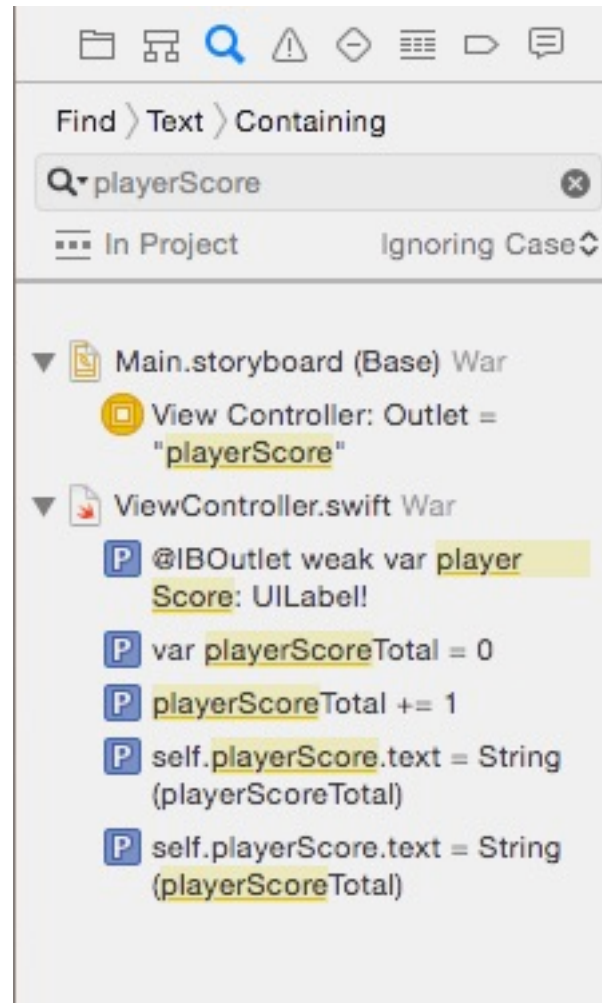 Find 〉Text 〉Containing
playerScore
In Project Ignoring Case
Main.storyboard (Base) War
View Controller: Outlet =
"playerScore"
ViewController.swift War
P @IBOutlet weak var player
Score: UILabel!
P var playerScoreTotal = 0
P playerScoreTotal += 1
P self.playerScore.text = String
(playerScoreTotal)
P self.playerScore.text = String
(playerScoreTotal)